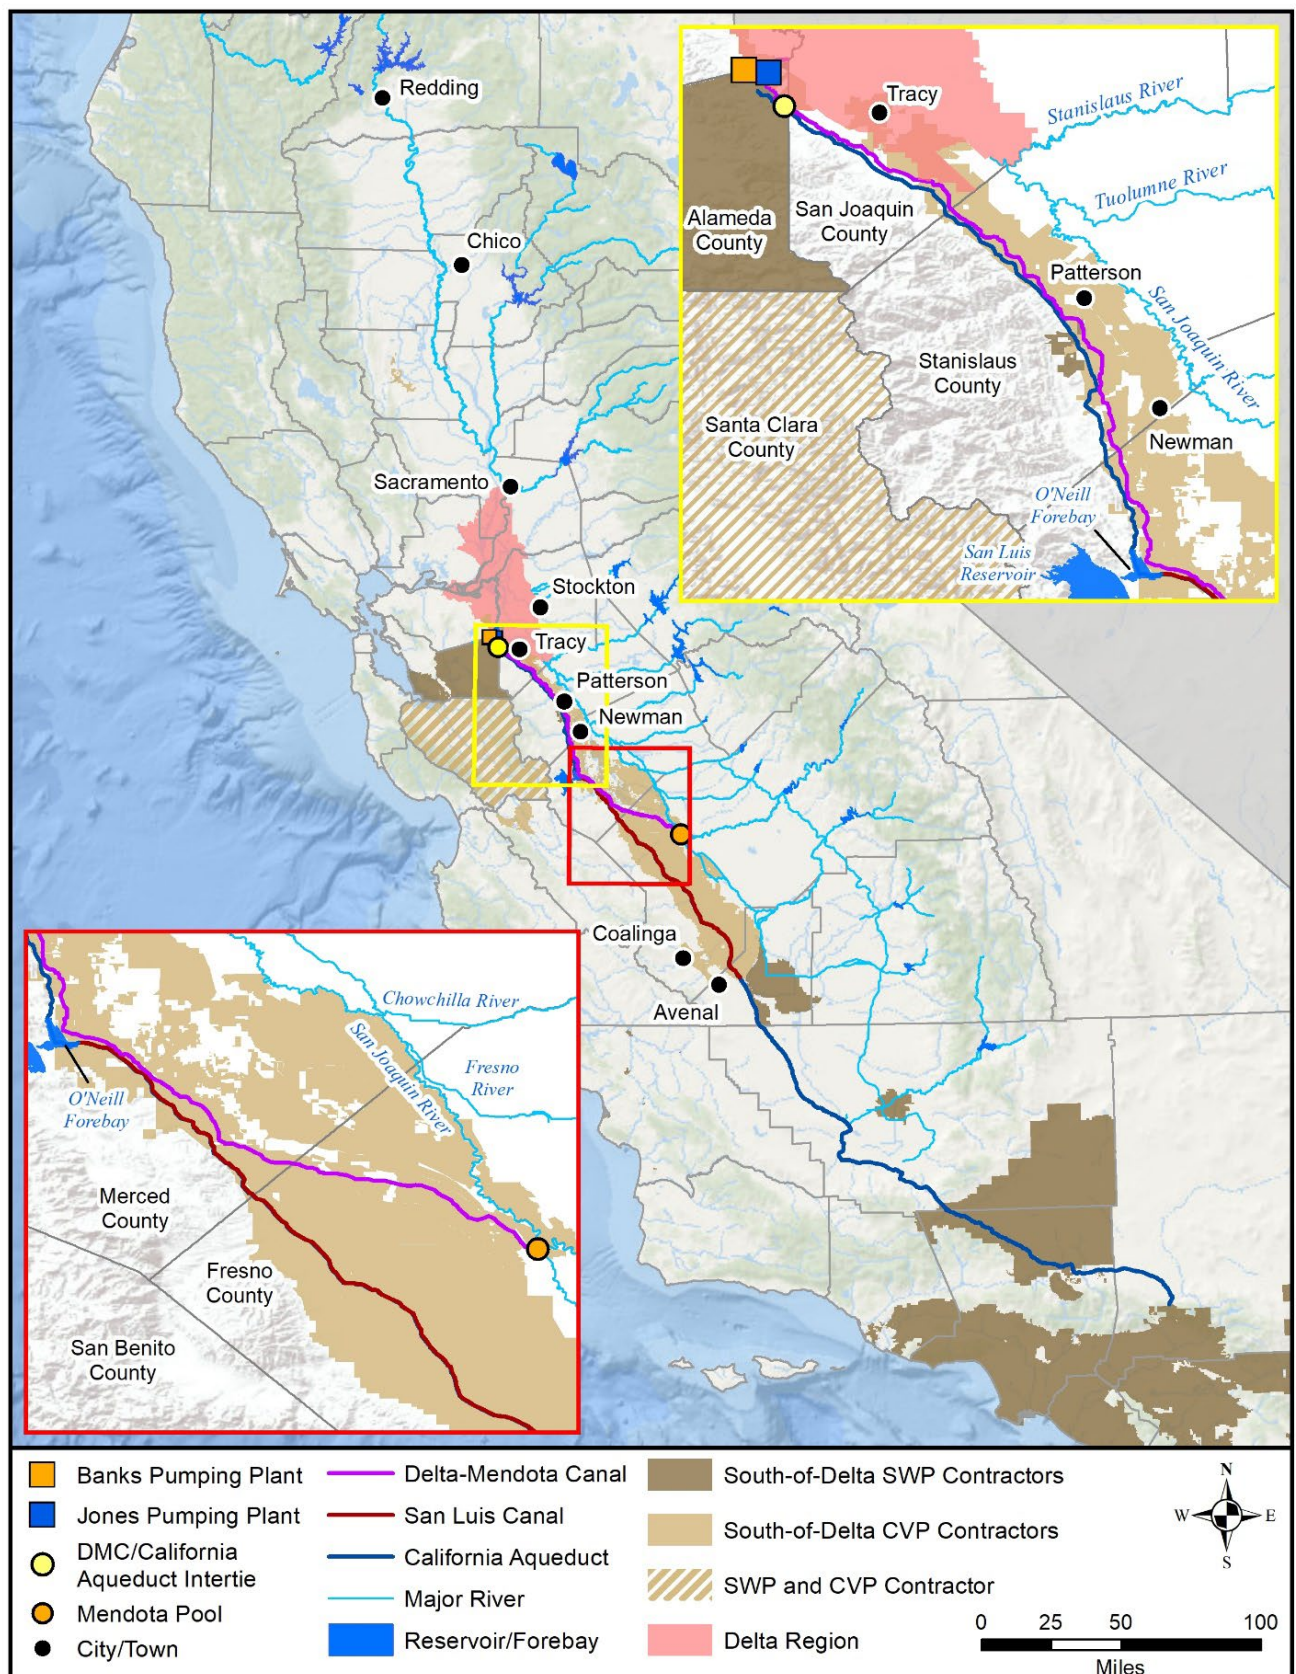 Redding
Chico
Sacramento
Stockton
Tracy
Patterson
Newman
Coalinga
Avenal
Tracy
Stanislaus River
Tuolumne River
Alameda
County
San Joaquin
County
Patterson
San Joaquin River
Stanislaus
County
Santa Clara
County
Newman
O'Neill
Forebay
San Luis
Reservoir
Chowchilla River
San Joaquin River
Fresno
River
O'Neill
Forebay
Merced
County
Fresno
County
San Benito
County
Banks Pumping Plant
Jones Pumping Plant
DMC/California
Aqueduct Intertie
Mendota Pool
City/Town
Delta-Mendota Canal
San Luis Canal
California Aqueduct
Major River
Reservoir/Forebay
South-of-Delta SWP Contractors
South-of-Delta CVP Contractors
SWP and CVP Contractor
Delta Region
N
W E
S
0 25 50 100
Miles